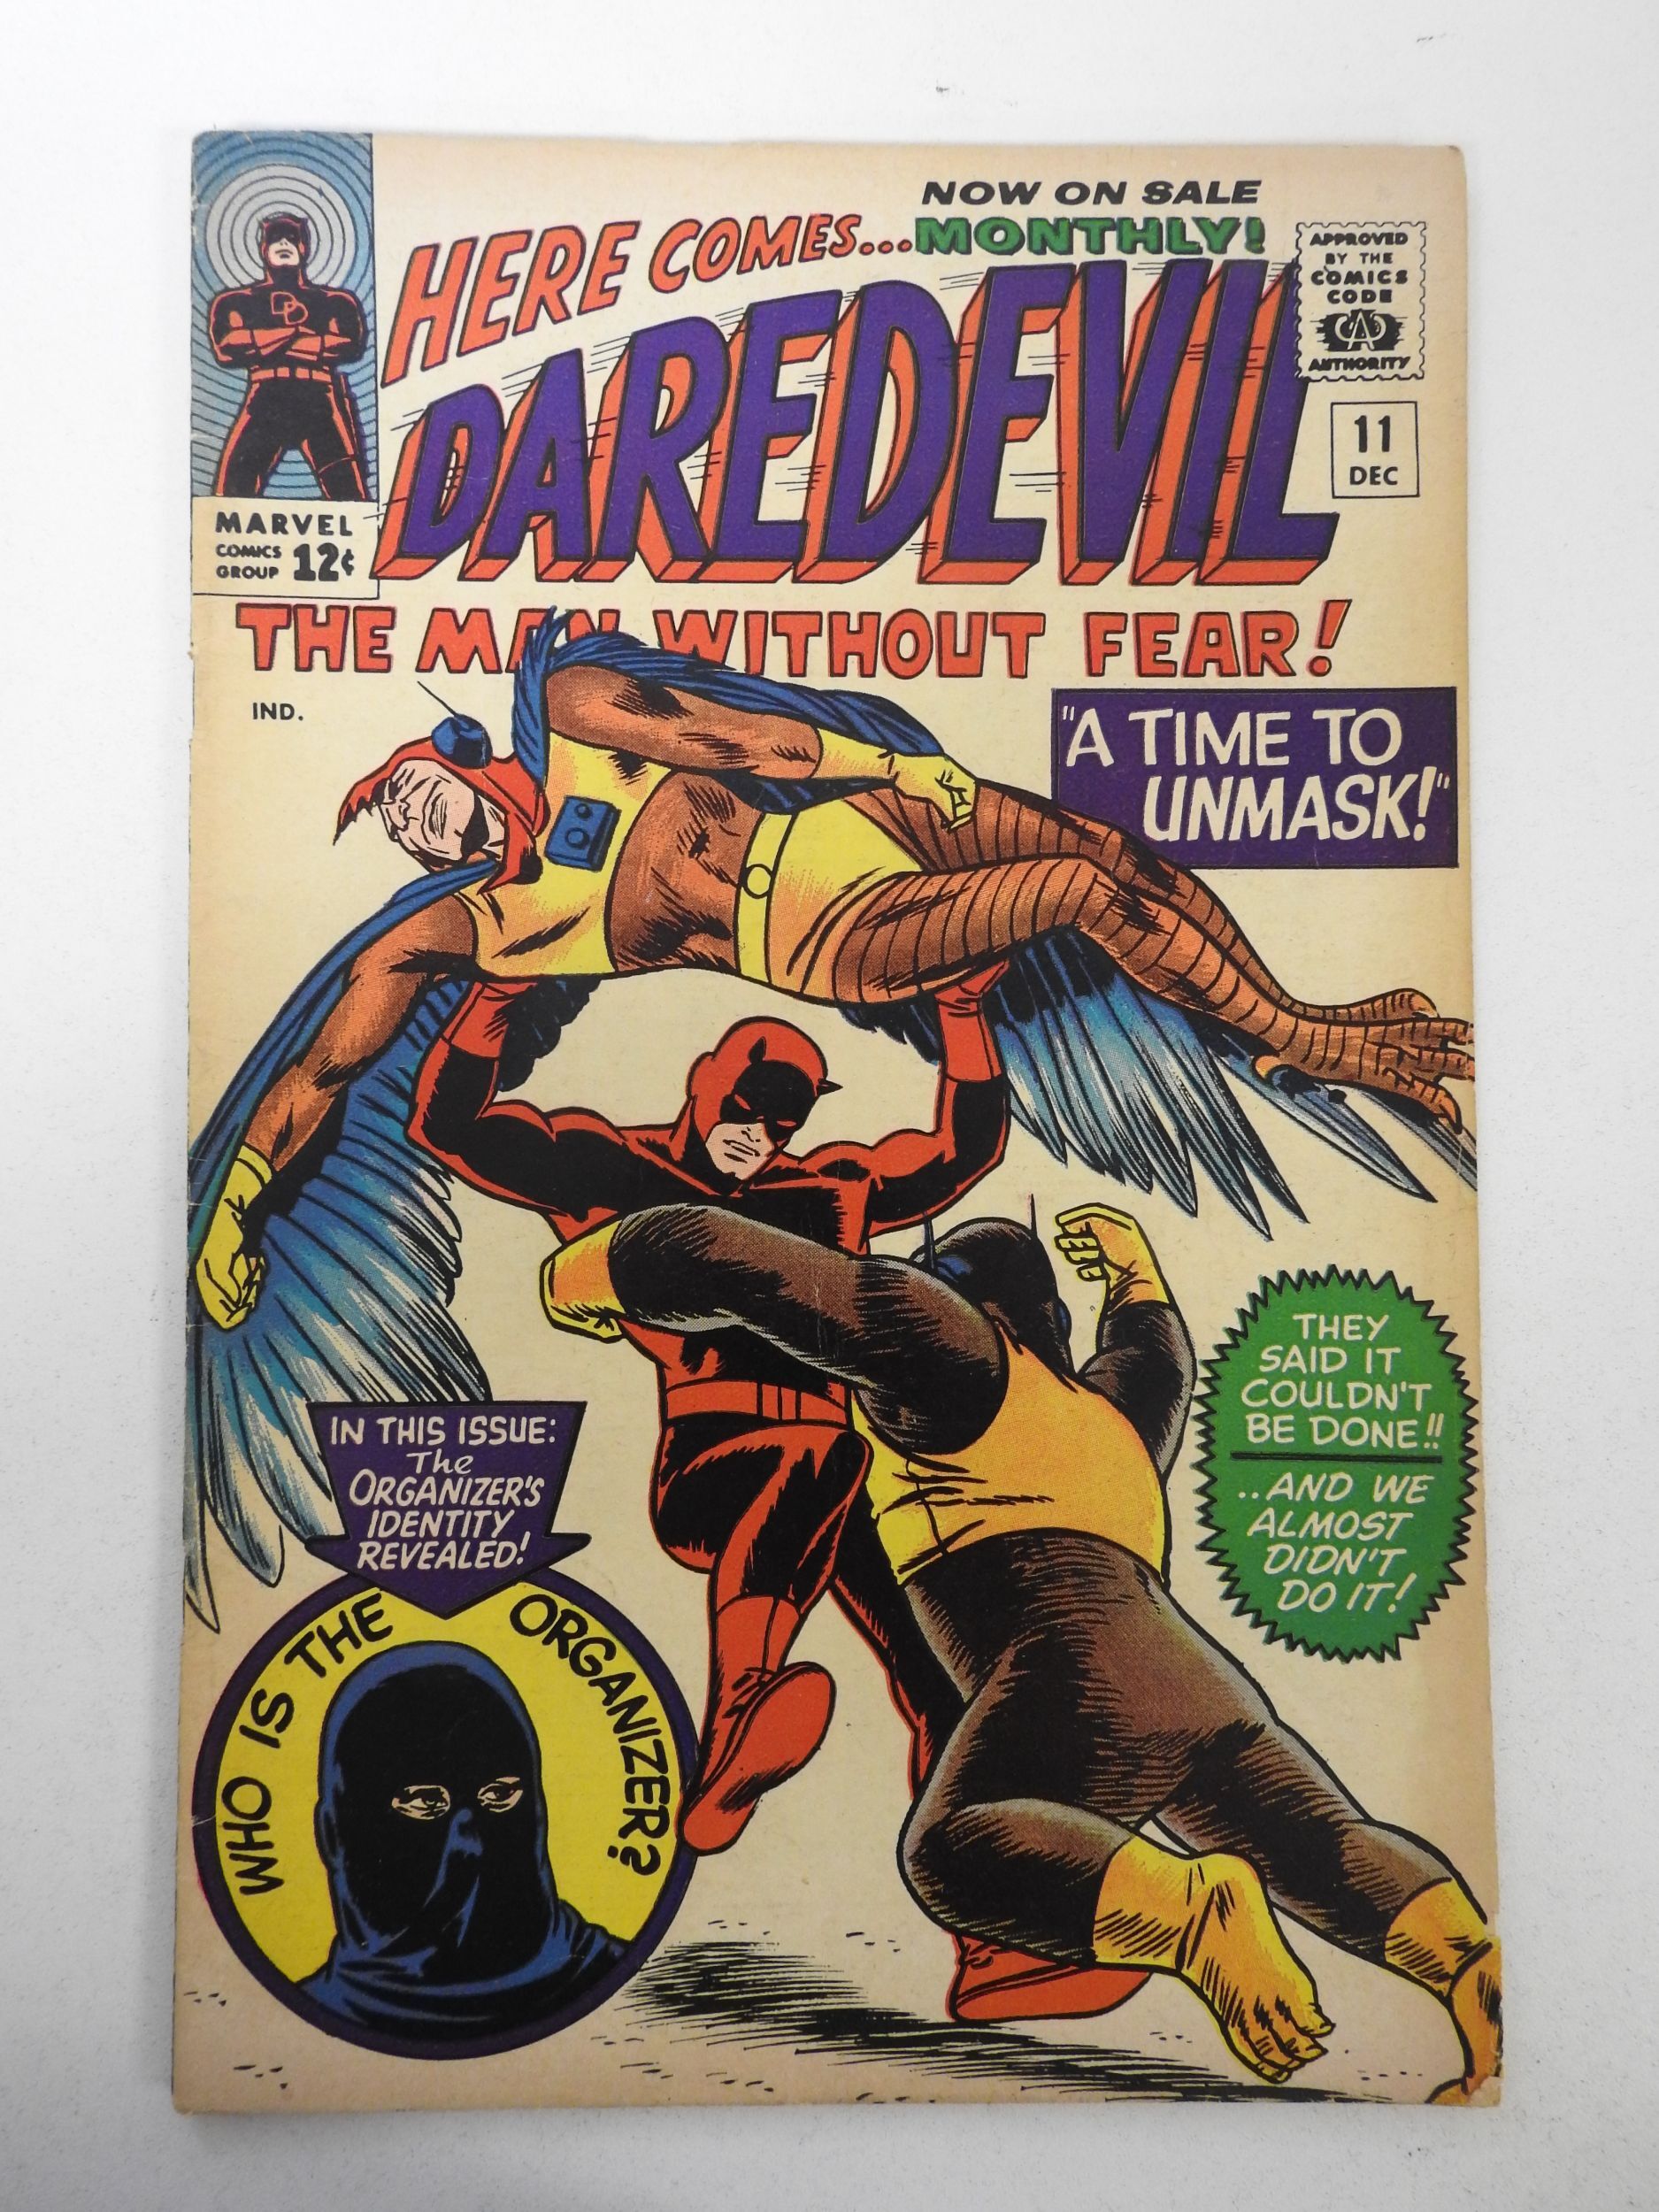 NOW ON SALE
HERE COMES...MONTHLY!
DAREDEVIL
THE MAN WITHOUT FEAR!
DD
MARVEL
COMICS
GROUP 12¢
APPROVED
BY THE
COMICS
CODE
CA
AUTHORITY
11
DEC
IND.
"A TIME TO
UNMASK!"
THEY
SAID IT
COULDN'T
BE DONE!!
..AND WE
ALMOST
DIDN'T
DO IT!
IN THIS ISSUE:
The
ORGANIZER'S
IDENTITY
REVEALED!
WHO IS THE ORGANIZER?